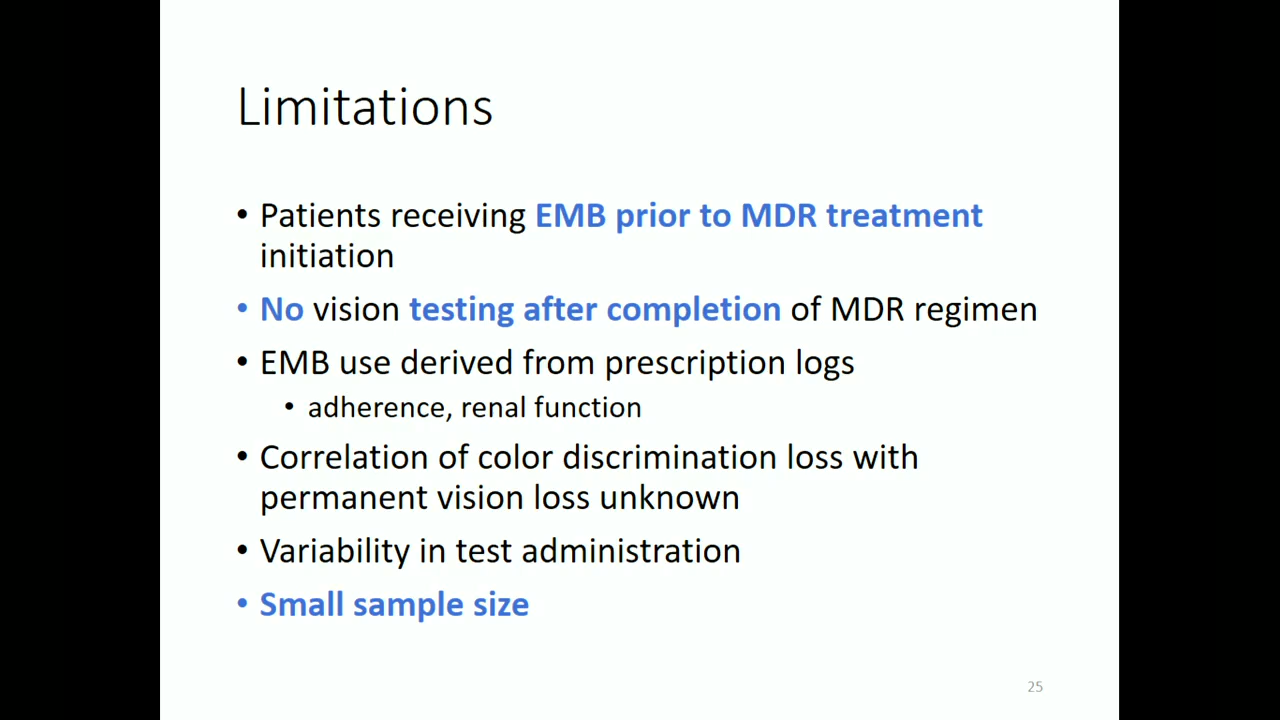 Limitations
• Patients receiving EMB prior to MDR treatment
initiation
• No vision testing after completion of MDR regimen
• EMB use derived from prescription logs
• adherence, renal function
• Correlation of color discrimination loss with
permanent vision loss unknown
• Variability in test administration
• Small sample size
25